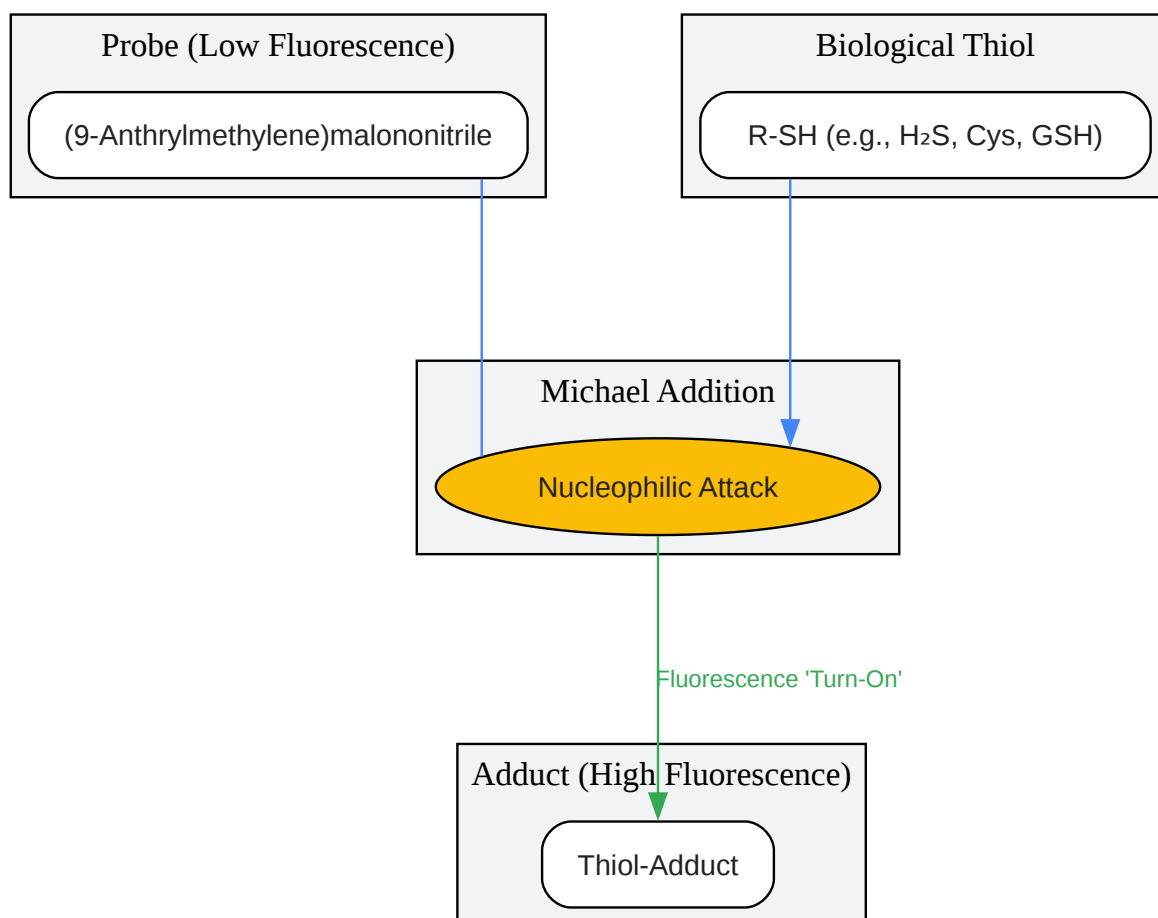 Probe (Low Fluorescence)
Biological Thiol
(9-Anthrylmethylene)malononitrile
R-SH (e.g., H₂S, Cys, GSH)
Michael Addition
Nucleophilic Attack
Fluorescence 'Turn-On'
Adduct (High Fluorescence)
Thiol-Adduct